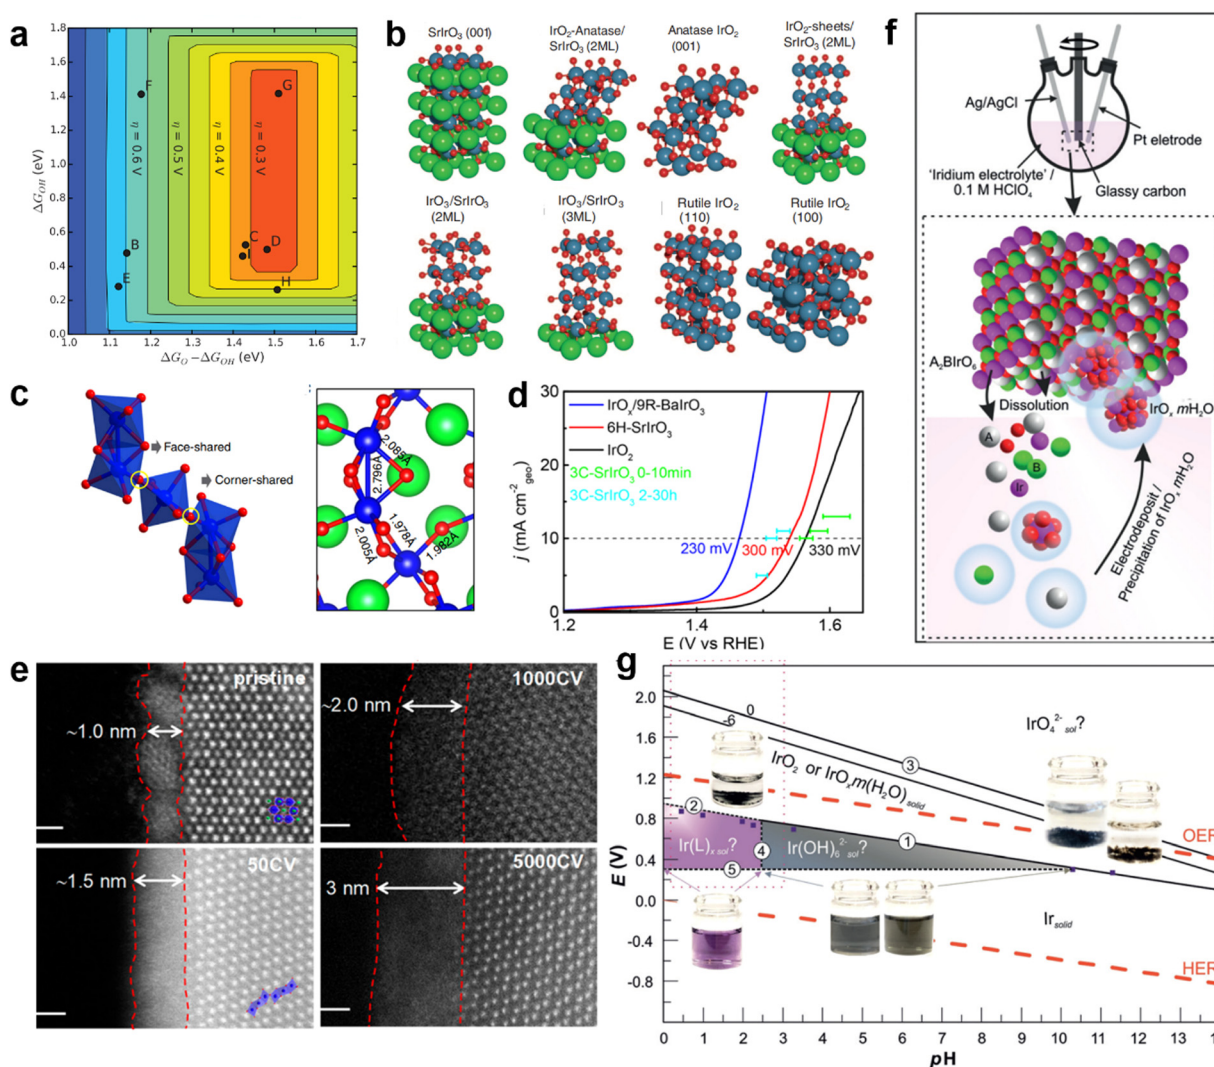 a
1.8
1.6
1.4
1.2
1.0
0.8
0.6
0.4
0.2
0.0
1.0
1.1
1.2
1.3
1.4
1.5
1.6
1.7
ΔG_OH (eV)
ΔG_O − ΔG_OH (eV)
η = 0.6 V
η = 0.5 V
η = 0.4 V
η = 0.3 V
F
G
B
E
C
D
H
b
SrIrO₃ (001)
IrO₂-Anatase/
SrIrO₃ (2ML)
Anatase IrO₂
(001)
IrO₂-sheets/
SrIrO₃ (2ML)
IrO₃/SrIrO₃
(2ML)
IrO₃/SrIrO₃
(3ML)
Rutile IrO₂
(110)
Rutile IrO₂
(100)
f
Ag/AgCl
Pt eletrode
'Iridium electrolyte'/
0.1 M HClO₄
Glassy carbon
A₂BIrO₆
Dissolution
IrOₓ mH₂O
A
B
Ir
Electrodeposit /
Precipitation of IrOₓ mH₂O
c
Face-shared
Corner-shared
2.085Å
2.796Å
1.978Å
2.005Å
1.982Å
d
30
20
10
0
j (mA cm⁻²geo)
IrOₓ/9R-BaIrO₃
6H-SrIrO₃
IrO₂
3C-SrIrO₃ 0-10min
3C-SrIrO₃ 2-30h
230 mV
300 mV
330 mV
1.2
1.4
1.6
E (V vs RHE)
e
pristine
~1.0 nm
1000CV
~2.0 nm
50CV
~1.5 nm
5000CV
3 nm
g
2.0
1.6
1.2
0.8
0.4
0.0
-0.4
-0.8
E (V)
0
-6
IrO₄²⁻ sol?
3
IrO₂ or IrOₓm(H₂O)solid
OER
2
1
Ir(L)ₓ sol?
4
Ir(OH)₆²⁻ sol?
5
Ir solid
HER
0
1
2
3
4
5
6
7
8
9
10
11
12
13
14
pH